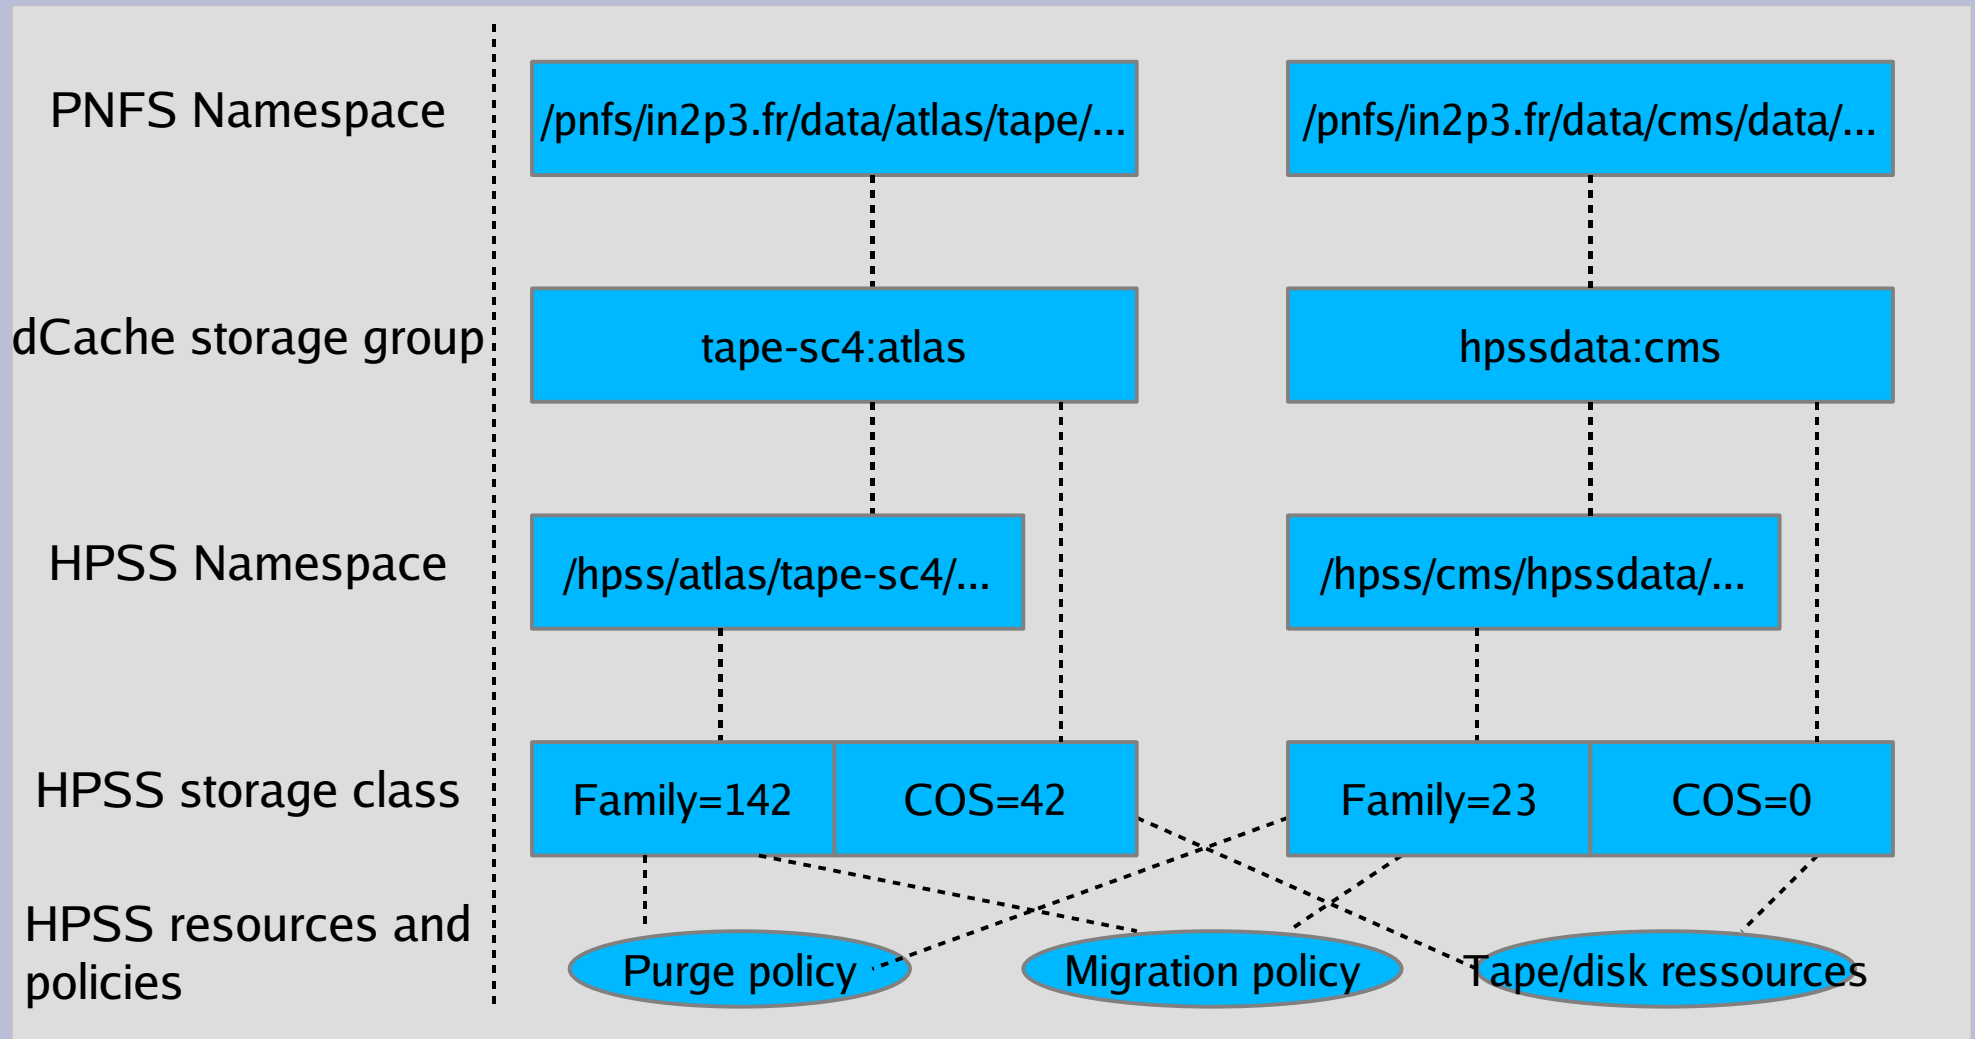 PNFS Namespace
/pnfs/in2p3.fr/data/atlas/tape/...
/pnfs/in2p3.fr/data/cms/data/...
dCache storage group
tape-sc4:atlas
hpssdata:cms
HPSS Namespace
/hpss/atlas/tape-sc4/...
/hpss/cms/hpssdata/...
HPSS storage class
Family=142
COS=42
Family=23
COS=0
HPSS resources and
policies
Purge policy
Migration policy
Tape/disk ressources